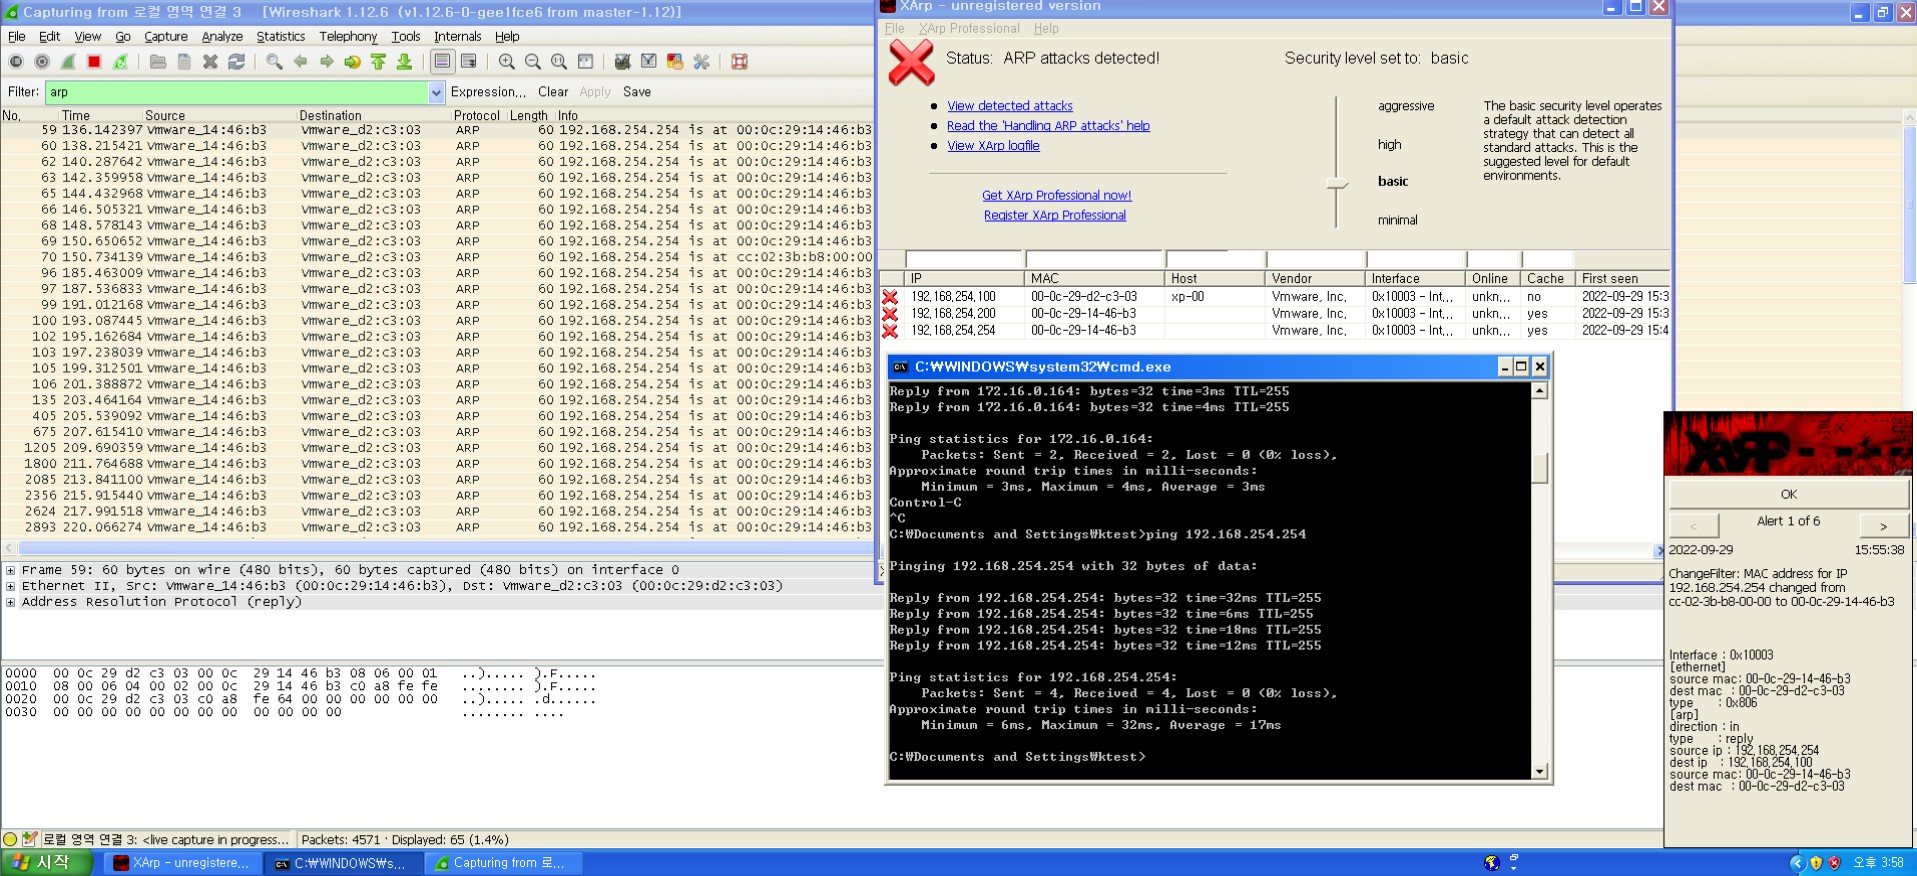 Capturing from 로컬 영역 연결 3 [Wireshark 1.12.6 (v1.12.6-0-gee1fce6 from master-1.12)]
File Edit View Go Capture Analyze Statistics Telephony Tools Internals Help
Filter: arp Expression... Clear Apply Save
No. Time Source Destination Protocol Length Info
59 136.142397 Vmware_14:46:b3 Vmware_d2:c3:03 ARP 60 192.168.254.254 is at 00:0c:29:14:46:b3
60 138.215421 Vmware_14:46:b3 Vmware_d2:c3:03 ARP 60 192.168.254.254 is at 00:0c:29:14:46:b3
62 140.287642 Vmware_14:46:b3 Vmware_d2:c3:03 ARP 60 192.168.254.254 is at 00:0c:29:14:46:b3
63 142.359958 Vmware_14:46:b3 Vmware_d2:c3:03 ARP 60 192.168.254.254 is at 00:0c:29:14:46:b3
65 144.432968 Vmware_14:46:b3 Vmware_d2:c3:03 ARP 60 192.168.254.254 is at 00:0c:29:14:46:b3
66 146.505321 Vmware_14:46:b3 Vmware_d2:c3:03 ARP 60 192.168.254.254 is at 00:0c:29:14:46:b3
68 148.578143 Vmware_14:46:b3 Vmware_d2:c3:03 ARP 60 192.168.254.254 is at 00:0c:29:14:46:b3
69 150.650652 Vmware_14:46:b3 Vmware_d2:c3:03 ARP 60 192.168.254.254 is at 00:0c:29:14:46:b3
70 150.734139 Vmware_14:46:b3 Vmware_d2:c3:03 ARP 60 192.168.254.254 is at cc:02:3b:b8:00:00
96 185.463009 Vmware_14:46:b3 Vmware_d2:c3:03 ARP 60 192.168.254.254 is at 00:0c:29:14:46:b3
97 187.536833 Vmware_14:46:b3 Vmware_d2:c3:03 ARP 60 192.168.254.254 is at 00:0c:29:14:46:b3
99 191.012168 Vmware_14:46:b3 Vmware_d2:c3:03 ARP 60 192.168.254.254 is at 00:0c:29:14:46:b3
100 193.087445 Vmware_14:46:b3 Vmware_d2:c3:03 ARP 60 192.168.254.254 is at 00:0c:29:14:46:b3
102 195.162684 Vmware_14:46:b3 Vmware_d2:c3:03 ARP 60 192.168.254.254 is at 00:0c:29:14:46:b3
103 197.238039 Vmware_14:46:b3 Vmware_d2:c3:03 ARP 60 192.168.254.254 is at 00:0c:29:14:46:b3
105 199.312501 Vmware_14:46:b3 Vmware_d2:c3:03 ARP 60 192.168.254.254 is at 00:0c:29:14:46:b3
106 201.388872 Vmware_14:46:b3 Vmware_d2:c3:03 ARP 60 192.168.254.254 is at 00:0c:29:14:46:b3
135 203.464164 Vmware_14:46:b3 Vmware_d2:c3:03 ARP 60 192.168.254.254 is at 00:0c:29:14:46:b3
405 205.539092 Vmware_14:46:b3 Vmware_d2:c3:03 ARP 60 192.168.254.254 is at 00:0c:29:14:46:b3
675 207.615410 Vmware_14:46:b3 Vmware_d2:c3:03 ARP 60 192.168.254.254 is at 00:0c:29:14:46:b3
1205 209.690359 Vmware_14:46:b3 Vmware_d2:c3:03 ARP 60 192.168.254.254 is at 00:0c:29:14:46:b3
1800 211.764688 Vmware_14:46:b3 Vmware_d2:c3:03 ARP 60 192.168.254.254 is at 00:0c:29:14:46:b3
2085 213.841100 Vmware_14:46:b3 Vmware_d2:c3:03 ARP 60 192.168.254.254 is at 00:0c:29:14:46:b3
2356 215.915440 Vmware_14:46:b3 Vmware_d2:c3:03 ARP 60 192.168.254.254 is at 00:0c:29:14:46:b3
2624 217.991518 Vmware_14:46:b3 Vmware_d2:c3:03 ARP 60 192.168.254.254 is at 00:0c:29:14:46:b3
2893 220.066274 Vmware_14:46:b3 Vmware_d2:c3:03 ARP 60 192.168.254.254 is at 00:0c:29:14:46:b3
Frame 59: 60 bytes on wire (480 bits), 60 bytes captured (480 bits) on interface 0
Ethernet II, Src: Vmware_14:46:b3 (00:0c:29:14:46:b3), Dst: Vmware_d2:c3:03 (00:0c:29:d2:c3:03)
Address Resolution Protocol (reply)
0000 00 0c 29 d2 c3 03 00 0c 29 14 46 b3 08 06 00 01 ..)..... ).F.....
0010 08 00 06 04 00 02 00 0c 29 14 46 b3 c0 a8 fe fe ........ ).F.....
0020 00 0c 29 d2 c3 03 c0 a8 fe 64 00 00 00 00 00 00 ..)..... .d......
0030 00 00 00 00 00 00 00 00 00 00 00 00 ........ ....
로컬 영역 연결 3: <live capture in progress... Packets: 4571 · Displayed: 65 (1.4%)
XArp - unregistered version
File XArp Professional Help
Status: ARP attacks detected!
View detected attacks
Read the 'Handling ARP attacks' help
View XArp logfile
Get XArp Professional now!
Register XArp Professional
Security level set to: basic
aggressive
high
basic
minimal
The basic security level operates
a default attack detection
strategy that can detect all
standard attacks. This is the
suggested level for default
environments.
IP MAC Host Vendor Interface Online Cache First seen
192,168,254,100 00-0c-29-d2-c3-03 xp-00 Vmware, Inc, 0x10003 - Int... unkn... no 2022-09-29 15:3
192,168,254,200 00-0c-29-14-46-b3 Vmware, Inc, 0x10003 - Int... unkn... yes 2022-09-29 15:3
192,168,254,254 00-0c-29-14-46-b3 Vmware, Inc, 0x10003 - Int... unkn... yes 2022-09-29 15:4
C:₩WINDOWS₩system32₩cmd.exe
Reply from 172.16.0.164: bytes=32 time=3ms TTL=255
Reply from 172.16.0.164: bytes=32 time=4ms TTL=255
Ping statistics for 172.16.0.164:
Packets: Sent = 2, Received = 2, Lost = 0 (0% loss),
Approximate round trip times in milli-seconds:
Minimum = 3ms, Maximum = 4ms, Average = 3ms
Control-C
^C
C:₩Documents and Settings₩ktest>ping 192.168.254.254
Pinging 192.168.254.254 with 32 bytes of data:
Reply from 192.168.254.254: bytes=32 time=32ms TTL=255
Reply from 192.168.254.254: bytes=32 time=6ms TTL=255
Reply from 192.168.254.254: bytes=32 time=18ms TTL=255
Reply from 192.168.254.254: bytes=32 time=12ms TTL=255
Ping statistics for 192.168.254.254:
Packets: Sent = 4, Received = 4, Lost = 0 (0% loss),
Approximate round trip times in milli-seconds:
Minimum = 6ms, Maximum = 32ms, Average = 17ms
C:₩Documents and Settings₩ktest>
XARP
OK
< Alert 1 of 6 >
2022-09-29 15:55:38
ChangeFilter: MAC address for IP
192.168.254.254 changed from
cc-02-3b-b8-00-00 to 00-0c-29-14-46-b3
Interface : 0x10003
[ethernet]
source mac: 00-0c-29-14-46-b3
dest mac : 00-0c-29-d2-c3-03
type : 0x806
[arp]
direction : in
type : reply
source ip : 192,168,254,254
dest ip : 192,168,254,100
source mac: 00-0c-29-14-46-b3
dest mac : 00-0c-29-d2-c3-03
시작 XArp - unregistere... C:₩WINDOWS₩s... Capturing from 로... 오후 3:58